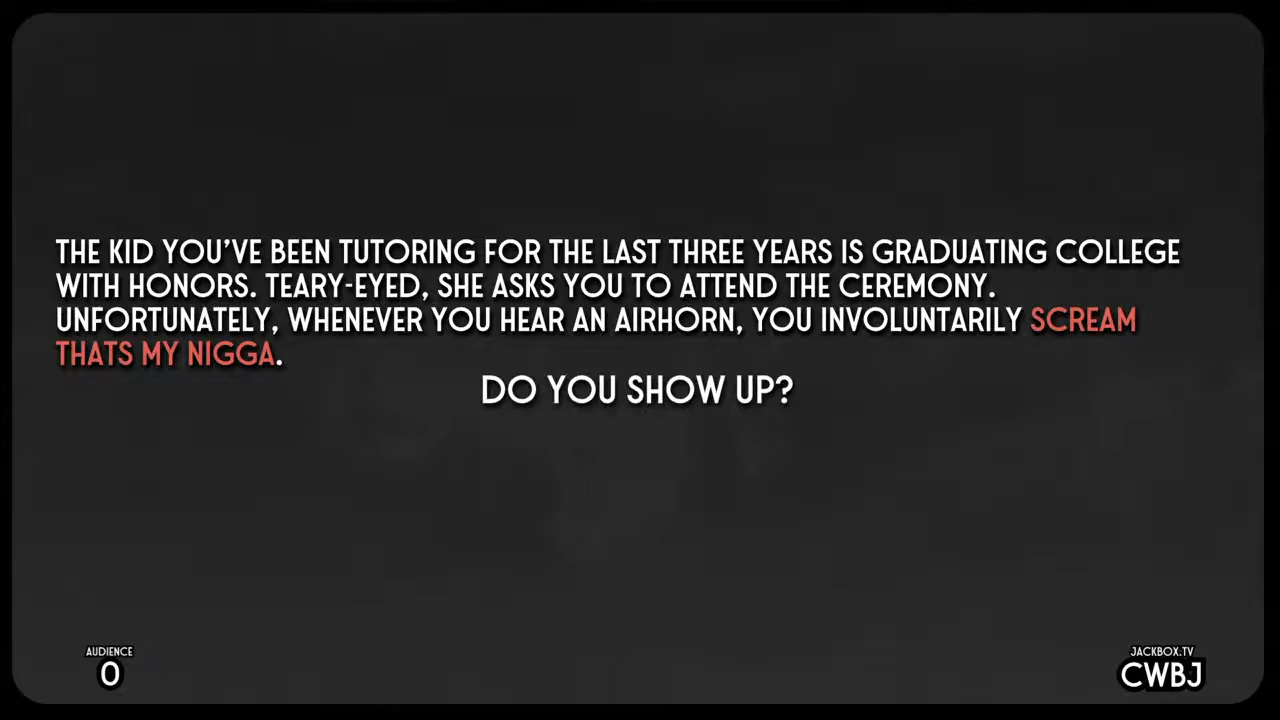 THE KID YOU'VE BEEN TUTORING FOR THE LAST THREE YEARS IS GRADUATING COLLEGE
WITH HONORS. TEARY-EYED, SHE ASKS YOU TO ATTEND THE CEREMONY.
UNFORTUNATELY, WHENEVER YOU HEAR AN AIRHORN, YOU INVOLUNTARILY SCREAM
THATS MY NIGGA.
DO YOU SHOW UP?
AUDIENCE
0
JACKBOX.TV
CWBJ